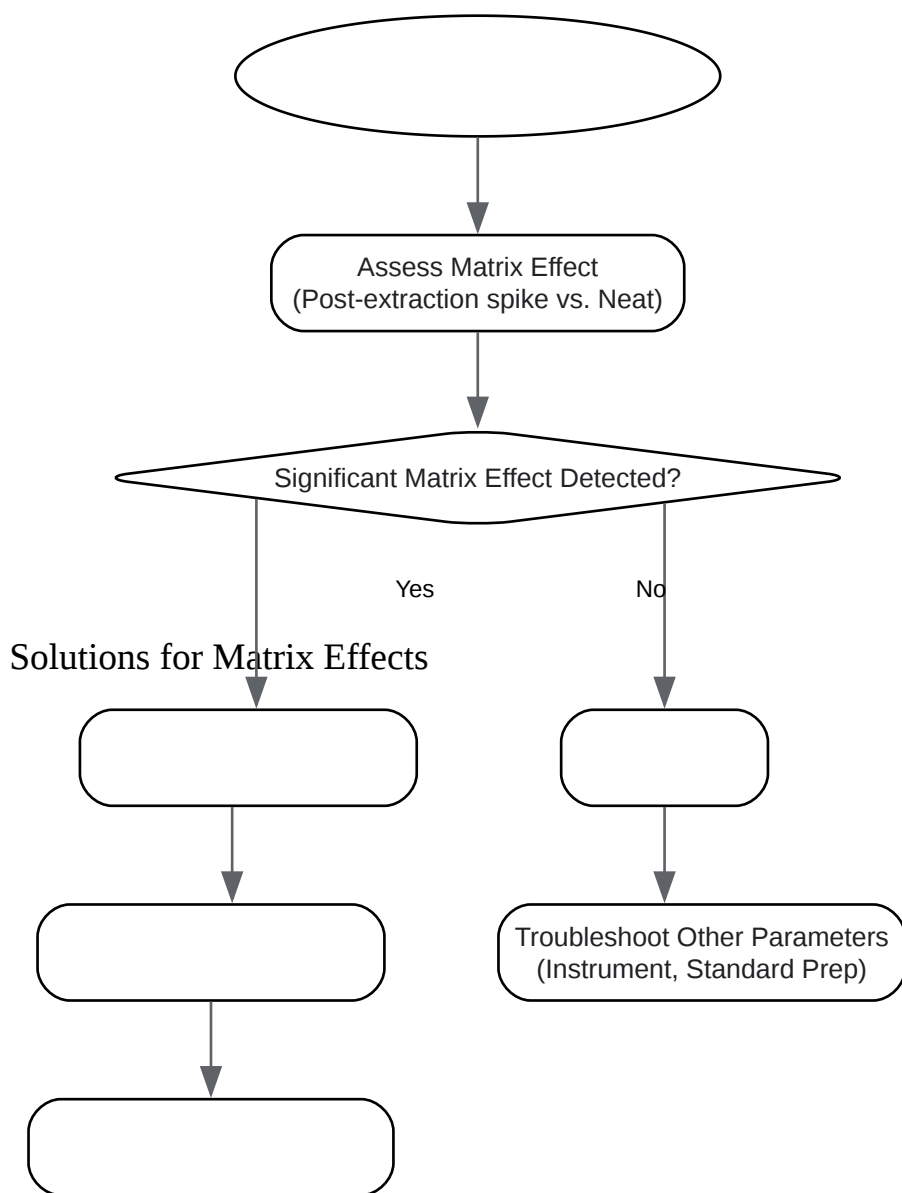 Assess Matrix Effect
(Post-extraction spike vs. Neat)
Significant Matrix Effect Detected?
Yes
No
Solutions for Matrix Effects
Troubleshoot Other Parameters
(Instrument, Standard Prep)